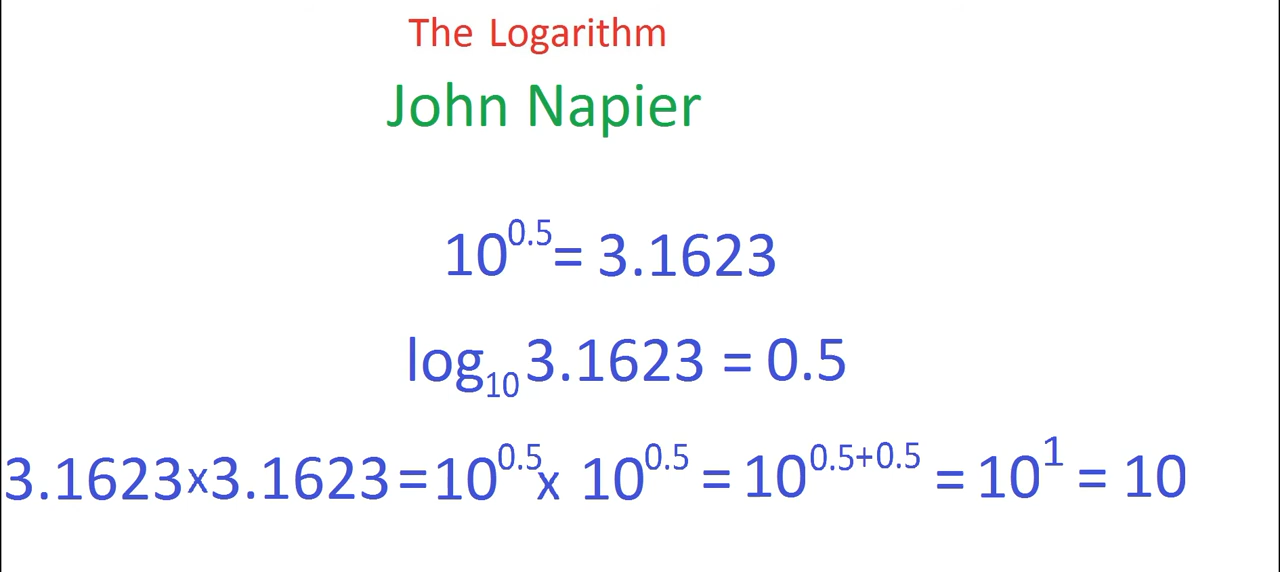 The Logarithm
John Napier
10^0.5 = 3.1623
log₁₀ 3.1623 = 0.5
3.1623x3.1623 = 10^0.5 x 10^0.5 = 10^0.5+0.5 = 10^1 = 10